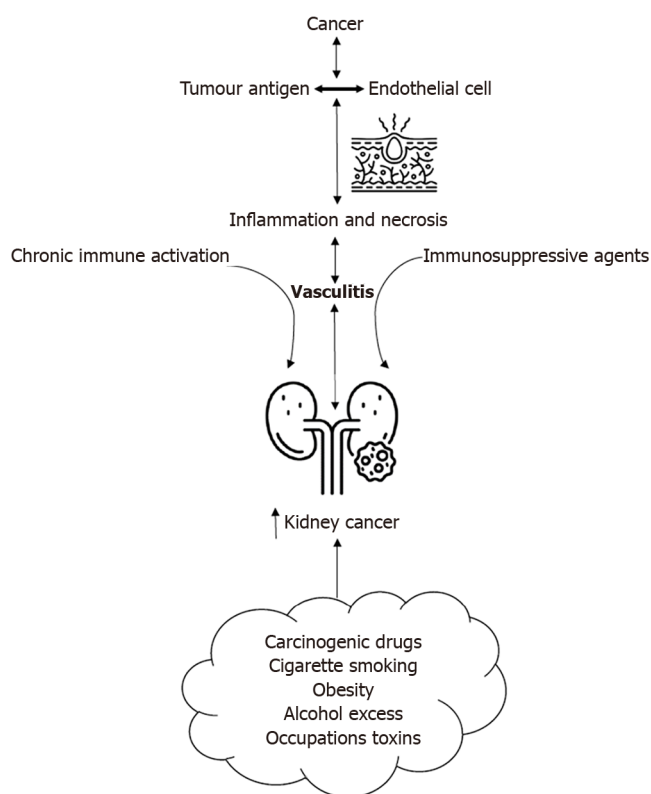 Cancer
Tumour antigen Endothelial cell
Inflammation and necrosis
Chronic immune activation
Immunosuppressive agents
Vasculitis
Kidney cancer
Carcinogenic drugs
Cigarette smoking
Obesity
Alcohol excess
Occupations toxins